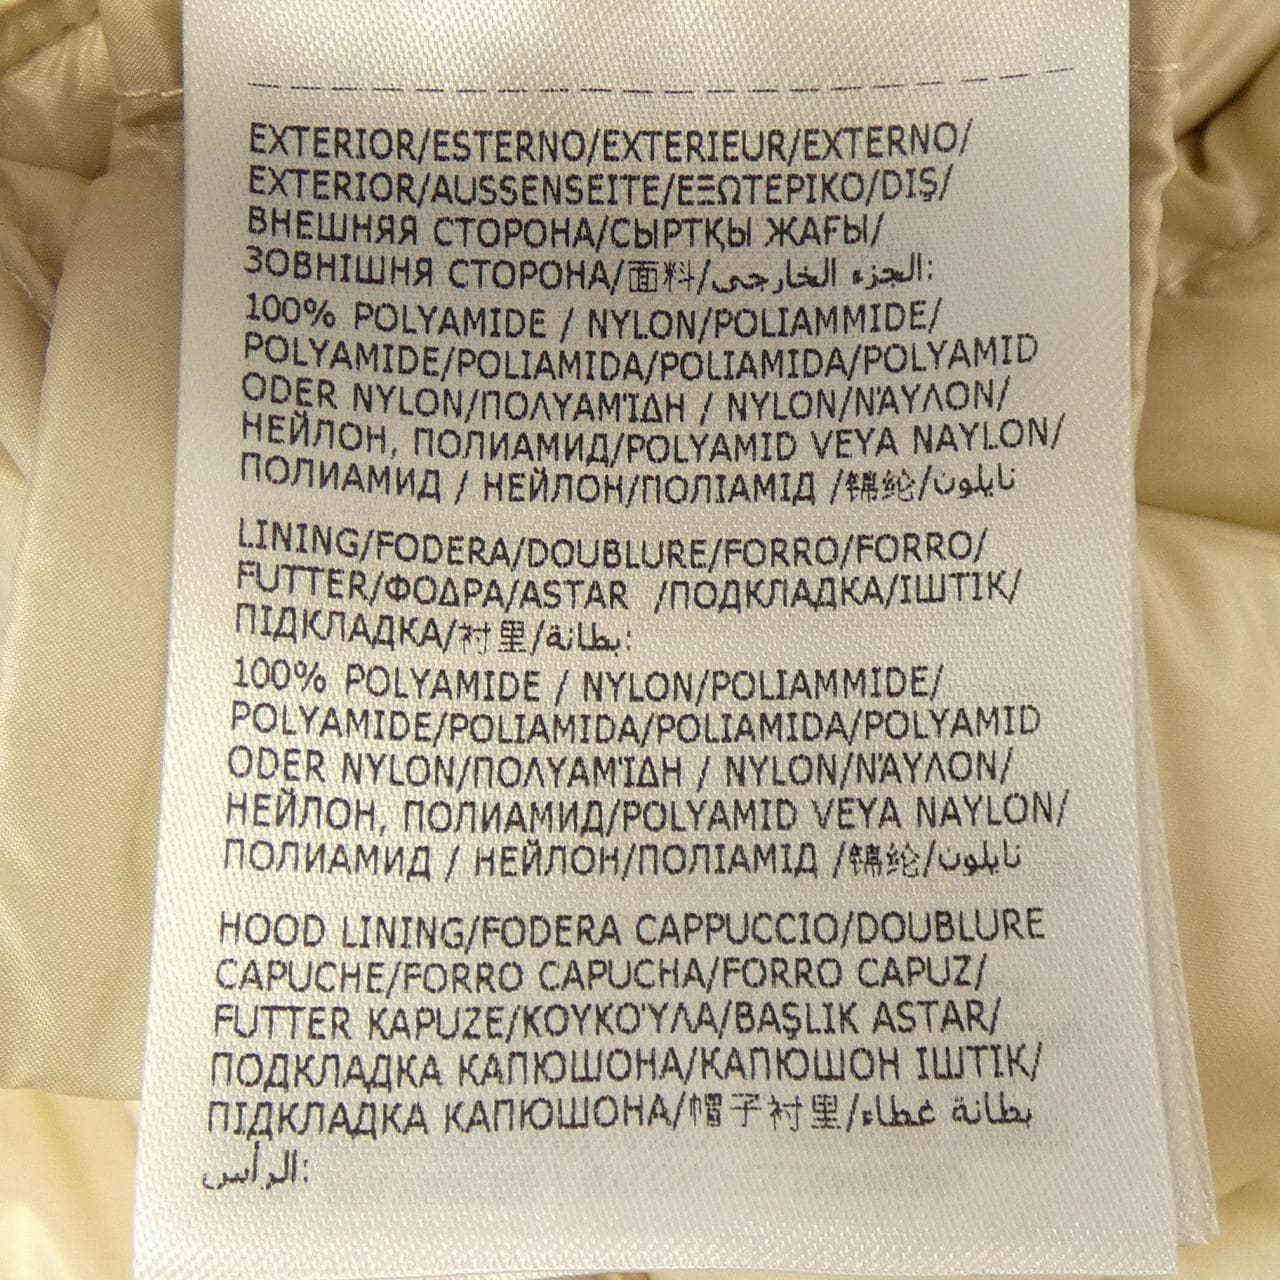 EXTERIOR/ESTERNO/EXTERIEUR/EXTERNO/
EXTERIOR/AUSSENSEITE/ΕΞΩΤΕΡΙΚΟ/DIŞ/
ВНЕШНЯЯ СТОРОНА/СЫРТҚЫ ЖАҒЫ/
ЗОВНІШНЯ СТОРОНА/面料/الجزء الخارجي:
100% POLYAMIDE / NYLON/POLIAMMIDE/
POLYAMIDE/POLIAMIDA/POLIAMIDA/POLYAMID
ODER NYLON/ΠΟΛΥΑΜΊΔΗ / NYLON/ΝΆΥΛΟΝ/
НЕЙЛОН, ПОЛИАМИД/POLYAMID VEYA NAYLON/
ПОЛИАМИД / НЕЙЛОН/ПОЛІАМІД /锦纶/نايلون
LINING/FODERA/DOUBLURE/FORRO/FORRO/
FUTTER/ΦΟΔΡΑ/ASTAR /ПОДКЛАДКА/ІШТІК/
ПІДКЛАДКА/衬里/بطانة:
100% POLYAMIDE / NYLON/POLIAMMIDE/
POLYAMIDE/POLIAMIDA/POLIAMIDA/POLYAMID
ODER NYLON/ΠΟΛΥΑΜΊΔΗ / NYLON/ΝΆΥΛΟΝ/
НЕЙЛОН, ПОЛИАМИД/POLYAMID VEYA NAYLON/
ПОЛИАМИД / НЕЙЛОН/ПОЛІАМІД /锦纶/نايلون
HOOD LINING/FODERA CAPPUCCIO/DOUBLURE
CAPUCHE/FORRO CAPUCHA/FORRO CAPUZ/
FUTTER KAPUZE/ΚΟΥΚΟΎΛΑ/BAŞLIK ASTAR/
ПОДКЛАДКА КАПЮШОНА/КАПЮШОН ІШТІК/
ПІДКЛАДКА КАПЮШОНА/帽子衬里/بطانة غطاء
الرأس: